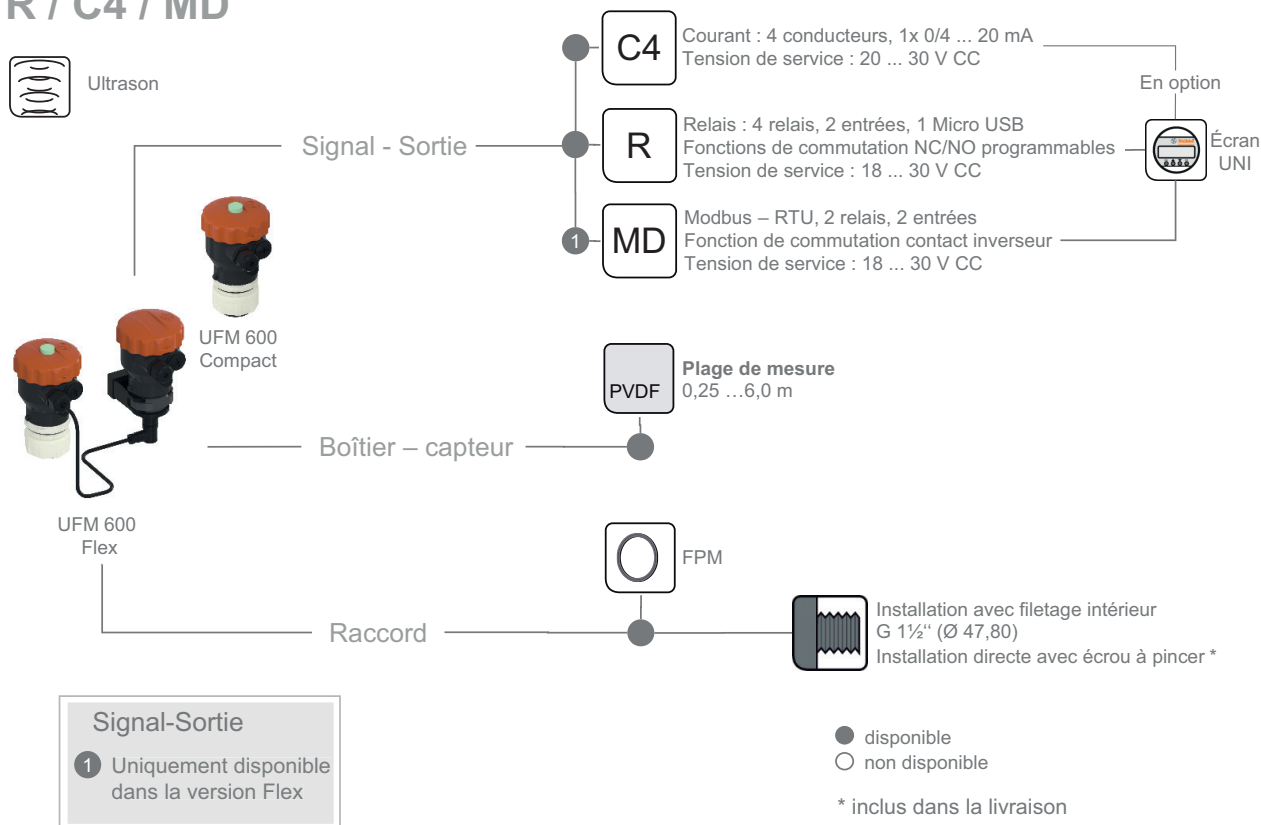 R / C4 / MD
Ultrason
Signal - Sortie
C4
Courant : 4 conducteurs, 1x 0/4 ... 20 mA
Tension de service : 20 ... 30 V CC
R
Relais : 4 relais, 2 entrées, 1 Micro USB
Fonctions de commutation NC/NO programmables
Tension de service : 18 ... 30 V CC
1
MD
Modbus – RTU, 2 relais, 2 entrées
Fonction de commutation contact inverseur
Tension de service : 18 ... 30 V CC
En option
Écran
UNI
UFM 600
Compact
UFM 600
Flex
Boîtier – capteur
PVDF
Plage de mesure
0,25 …6,0 m
Raccord
FPM
Installation avec filetage intérieur
G 1½‘‘ (Ø 47,80)
Installation directe avec écrou à pincer *
Signal-Sortie
1 Uniquement disponible
dans la version Flex
disponible
non disponible
* inclus dans la livraison